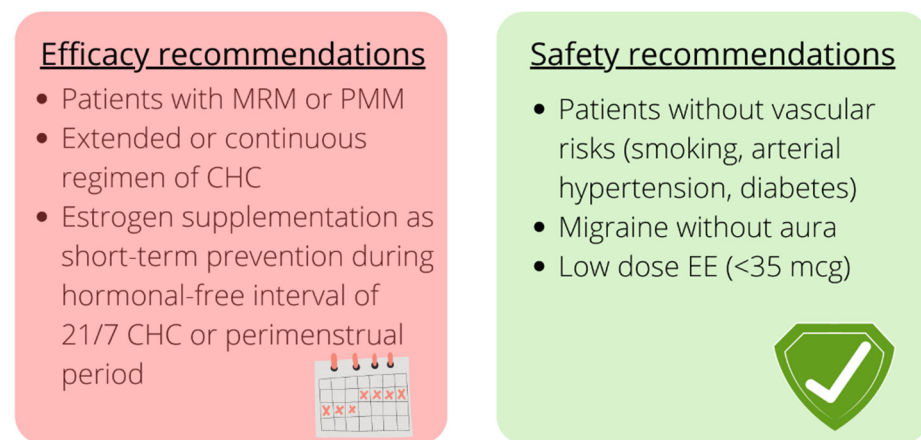 Efficacy recommendations
• Patients with MRM or PMM
• Extended or continuous
regimen of CHC
• Estrogen supplementation as
short-term prevention during
hormonal-free interval of
21/7 CHC or perimenstrual
period
Safety recommendations
• Patients without vascular
risks (smoking, arterial
hypertension, diabetes)
• Migraine without aura
• Low dose EE (<35 mcg)